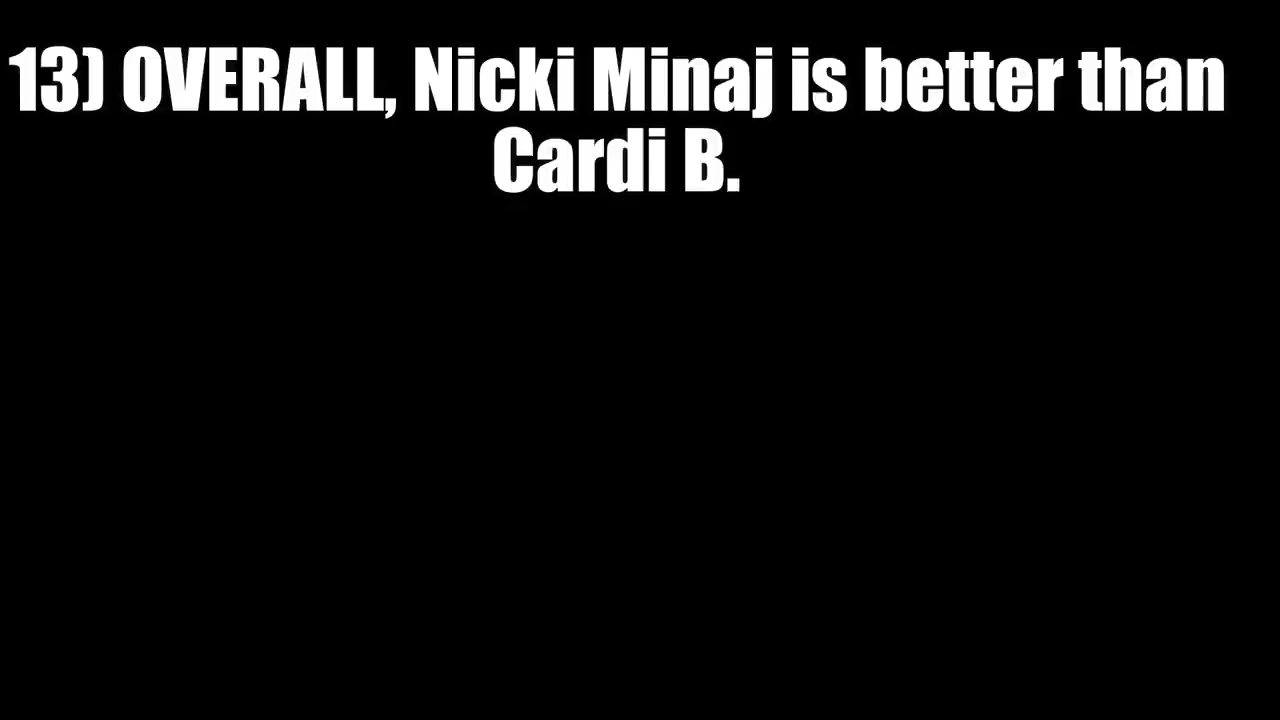 13) OVERALL, Nicki Minaj is better than
Cardi B.